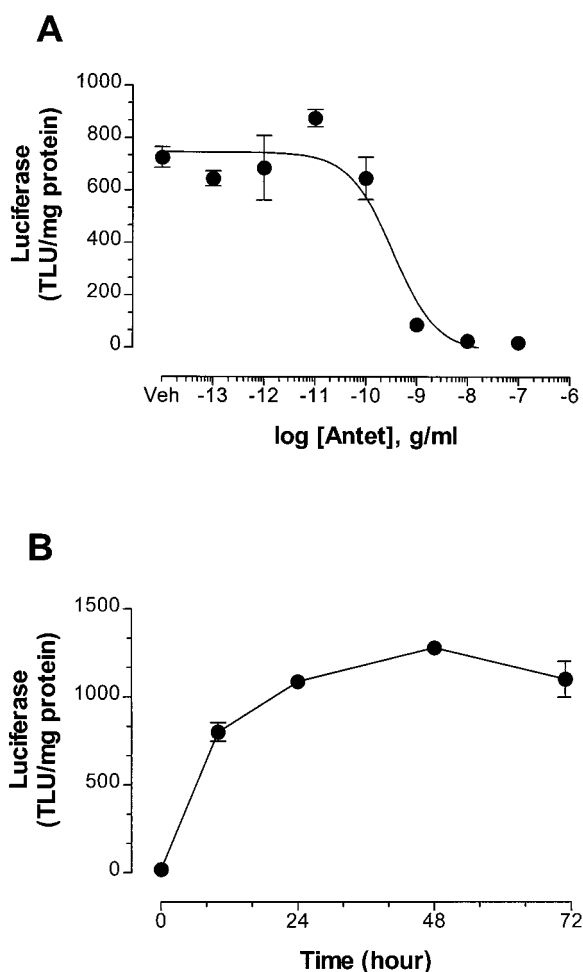 A
Luciferase
(TLU/mg protein)
1000
800
600
400
200
0
Veh -13 -12 -11 -10 -9 -8 -7 -6
log [Antet], g/ml
B
Luciferase
(TLU/mg protein)
1500
1000
500
0
0 24 48 72
Time (hour)